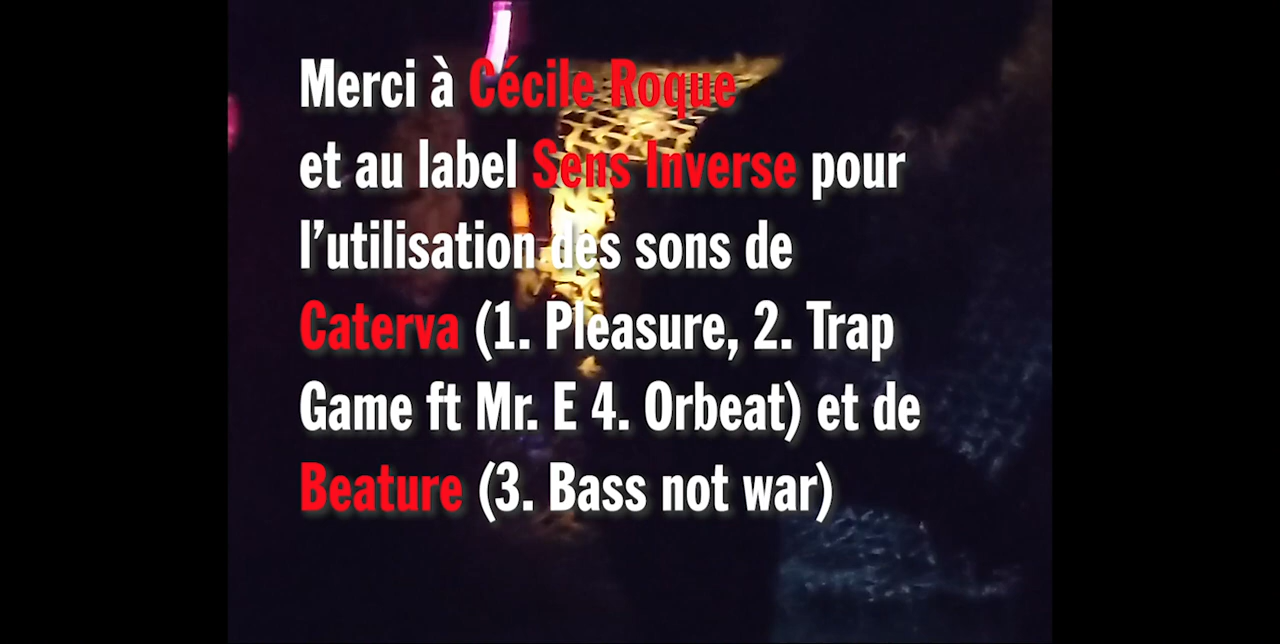 Merci à Cécile Roque
et au label Sens Inverse pour
l’utilisation des sons de
Caterva (1. Pleasure, 2. Trap
Game ft Mr. E 4. Orbeat) et de
Beature (3. Bass not war)